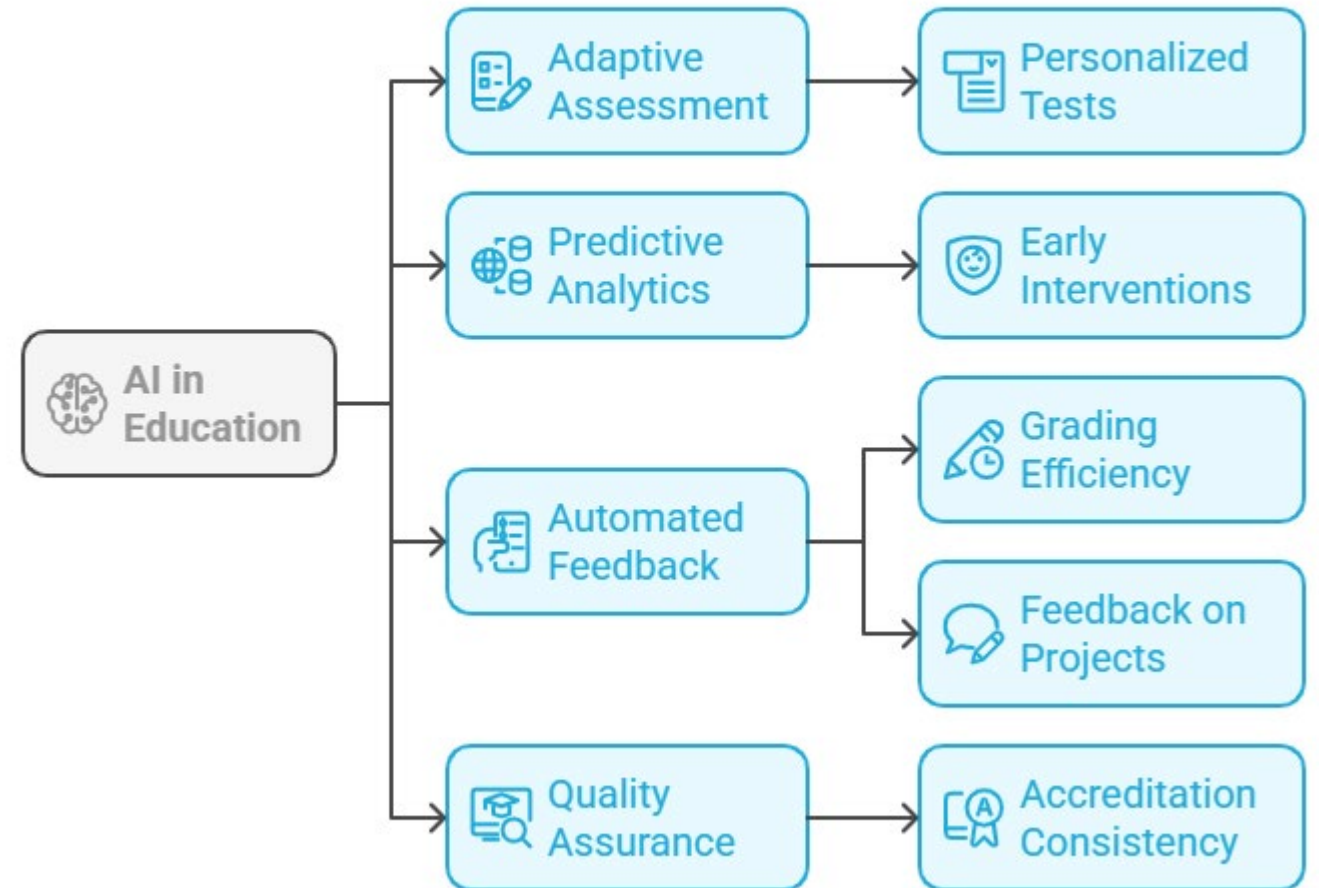 AI in
Education
Adaptive
Assessment
Personalized
Tests
Predictive
Analytics
Early
Interventions
Automated
Feedback
Grading
Efficiency
Feedback on
Projects
Quality
Assurance
Accreditation
Consistency
A